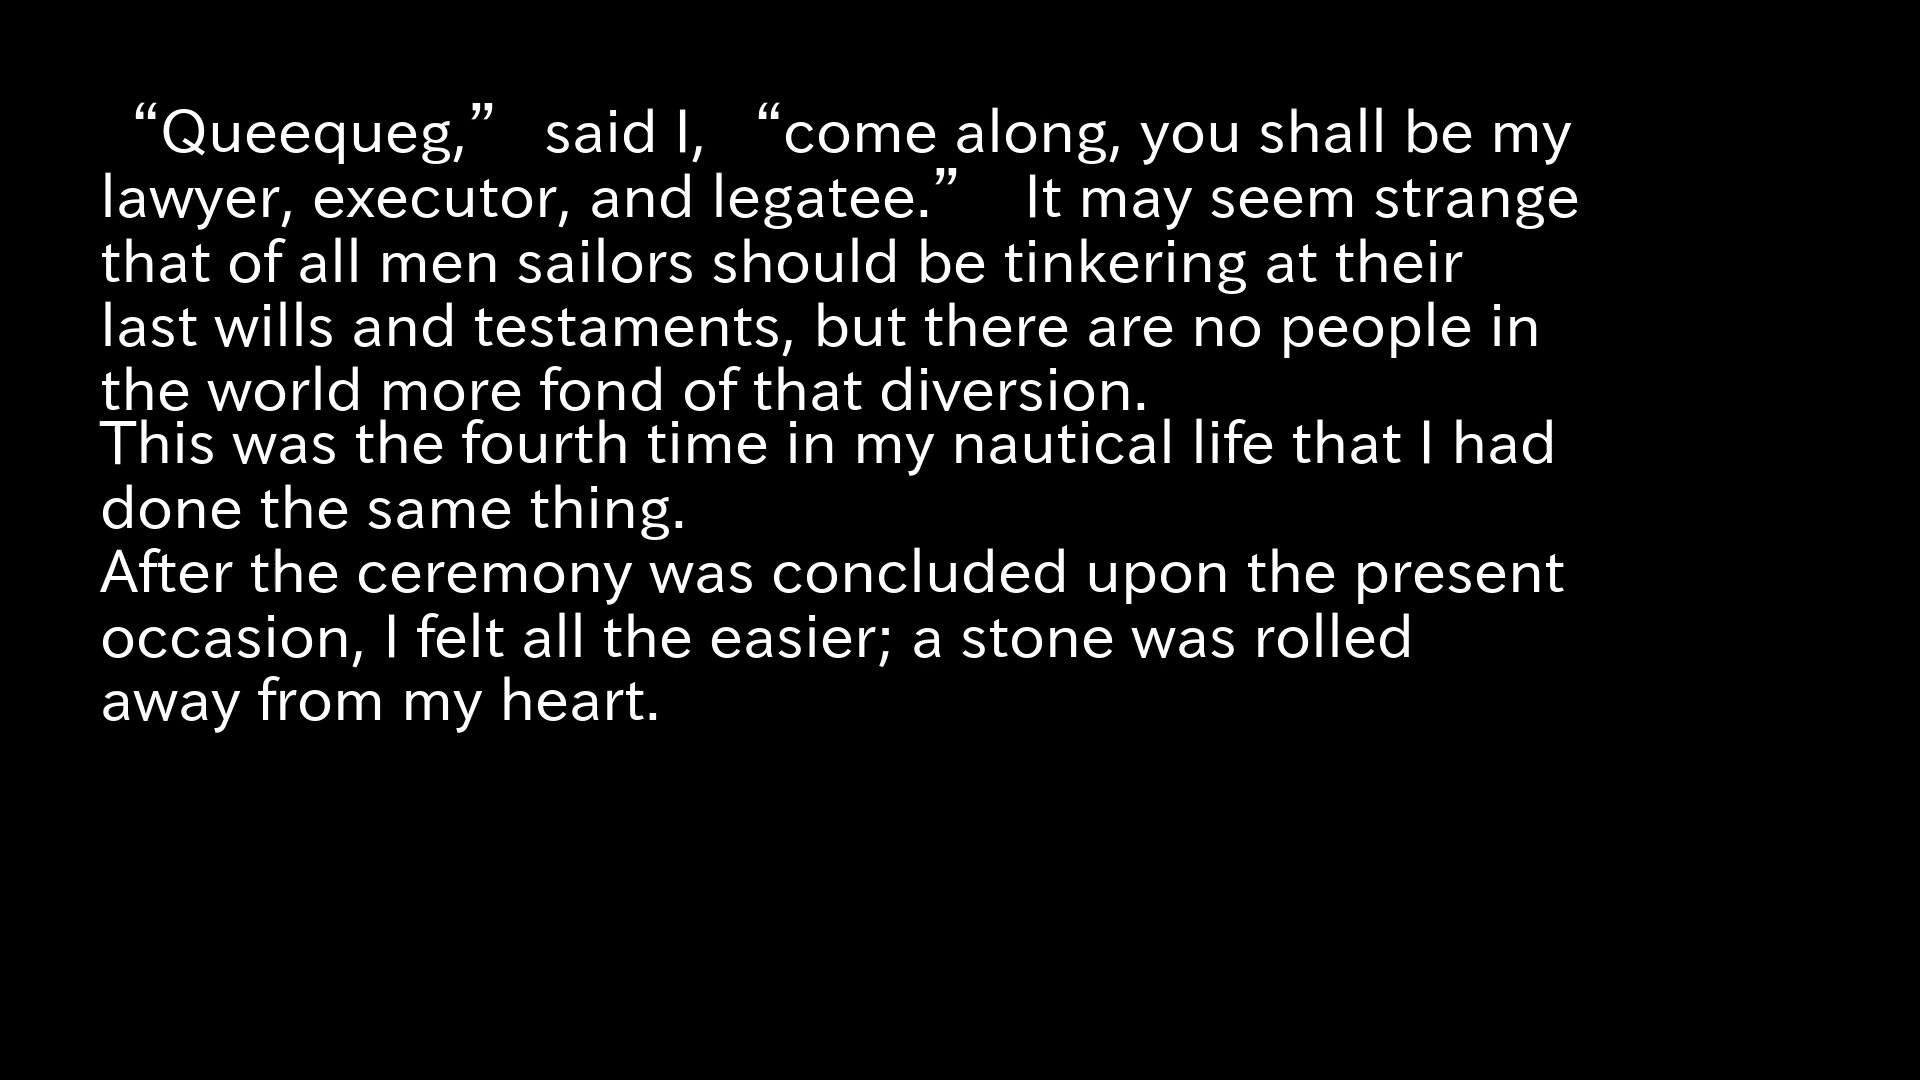 “Queequeg,” said I, “come along, you shall be my
lawyer, executor, and legatee.” It may seem strange
that of all men sailors should be tinkering at their
last wills and testaments, but there are no people in
the world more fond of that diversion.
This was the fourth time in my nautical life that I had
done the same thing.
After the ceremony was concluded upon the present
occasion, I felt all the easier; a stone was rolled
away from my heart.